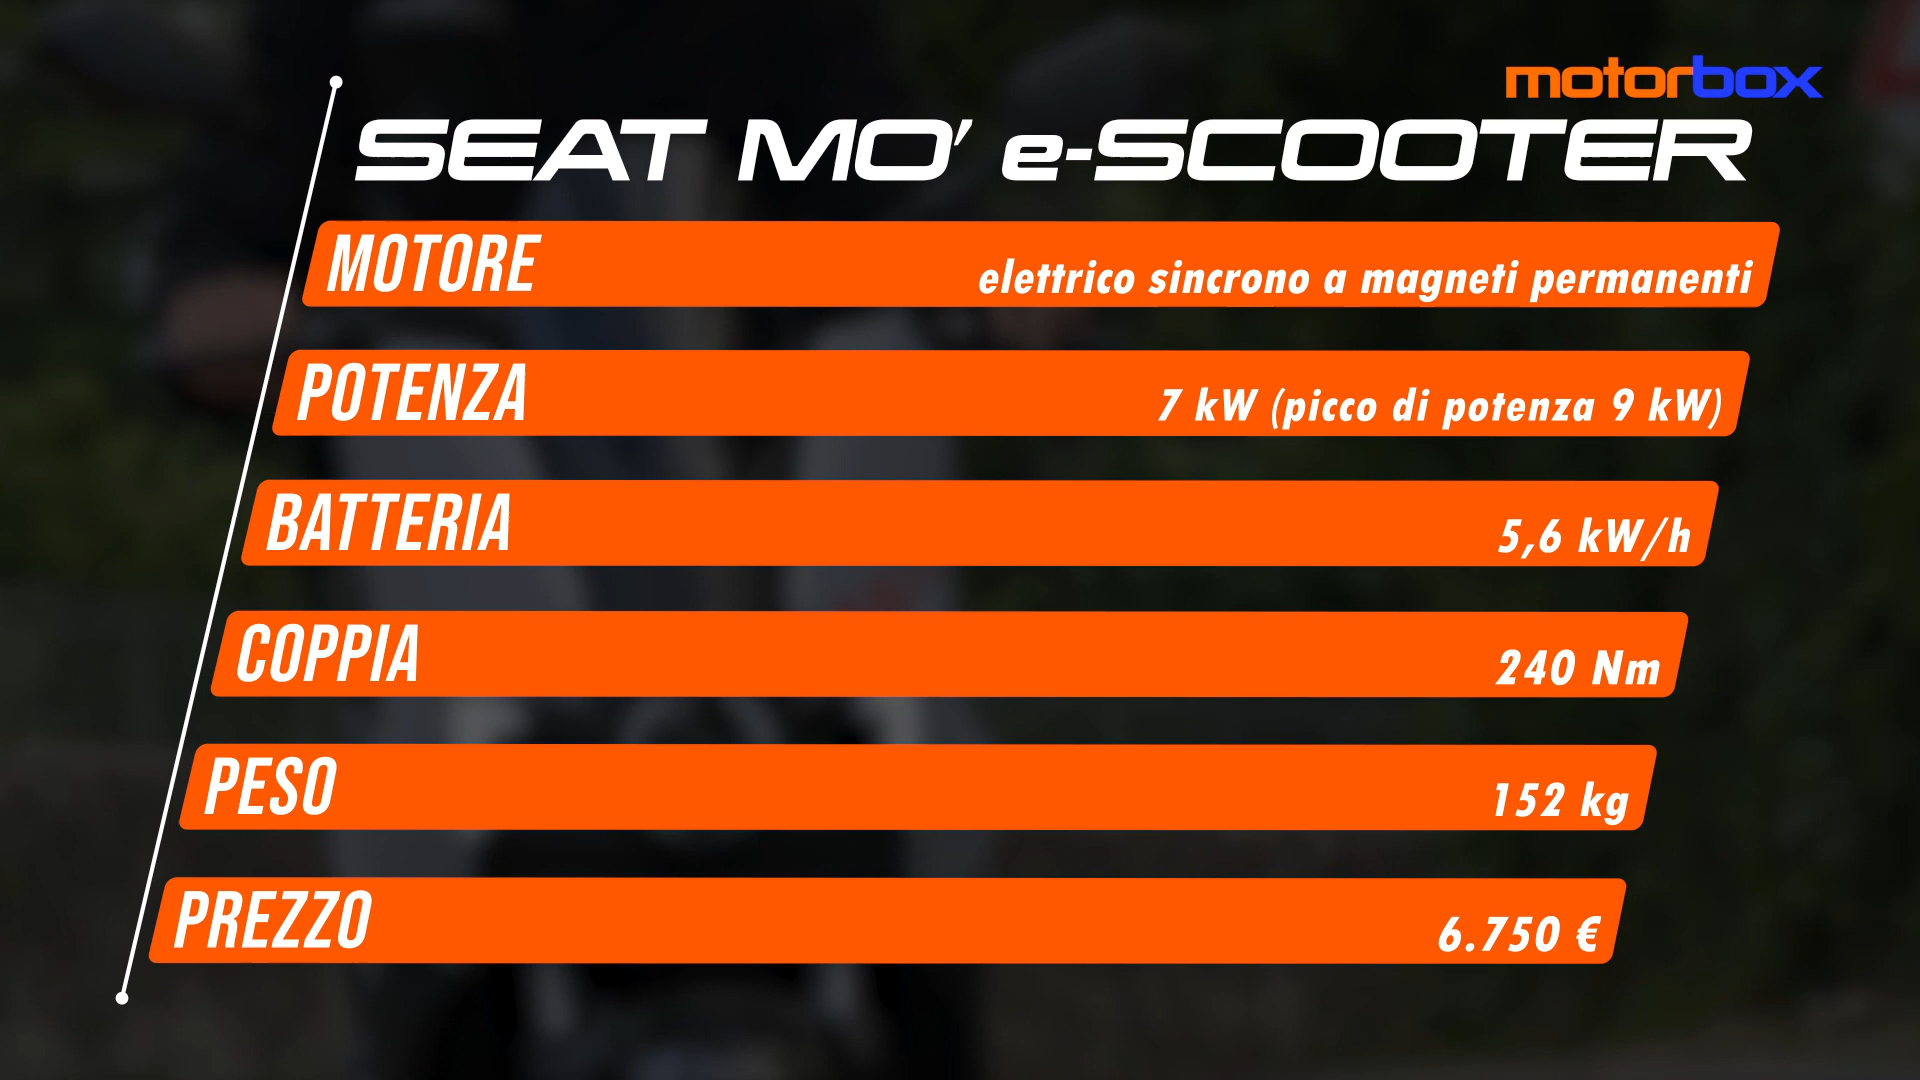 motorbox
SEAT MO' e-SCOOTER
MOTORE elettrico sincrono a magneti permanenti
POTENZA 7 kW (picco di potenza 9 kW)
BATTERIA 5,6 kW/h
COPPIA 240 Nm
PESO 152 kg
PREZZO 6.750 €